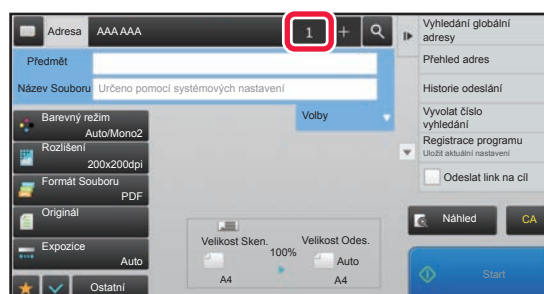 Adresa AAA AAA 1 +
Předmět
Název Souboru Určeno pomocí systémových nastavení
Volby
Barevný režim
Auto/Mono2
Rozlišení
200x200dpi
Formát Souboru
PDF
Originál
Expozice
Auto
Ostatní
Velikost Sken.
A4
100%
Velikost Odes.
Auto
A4
Vyhledání globální
adresy
Přehled adres
Historie odeslání
Vyvolat číslo
vyhledání
Registrace programu
Uložit aktuální nastavení
Odeslat link na cíl
Náhled
CA
Start